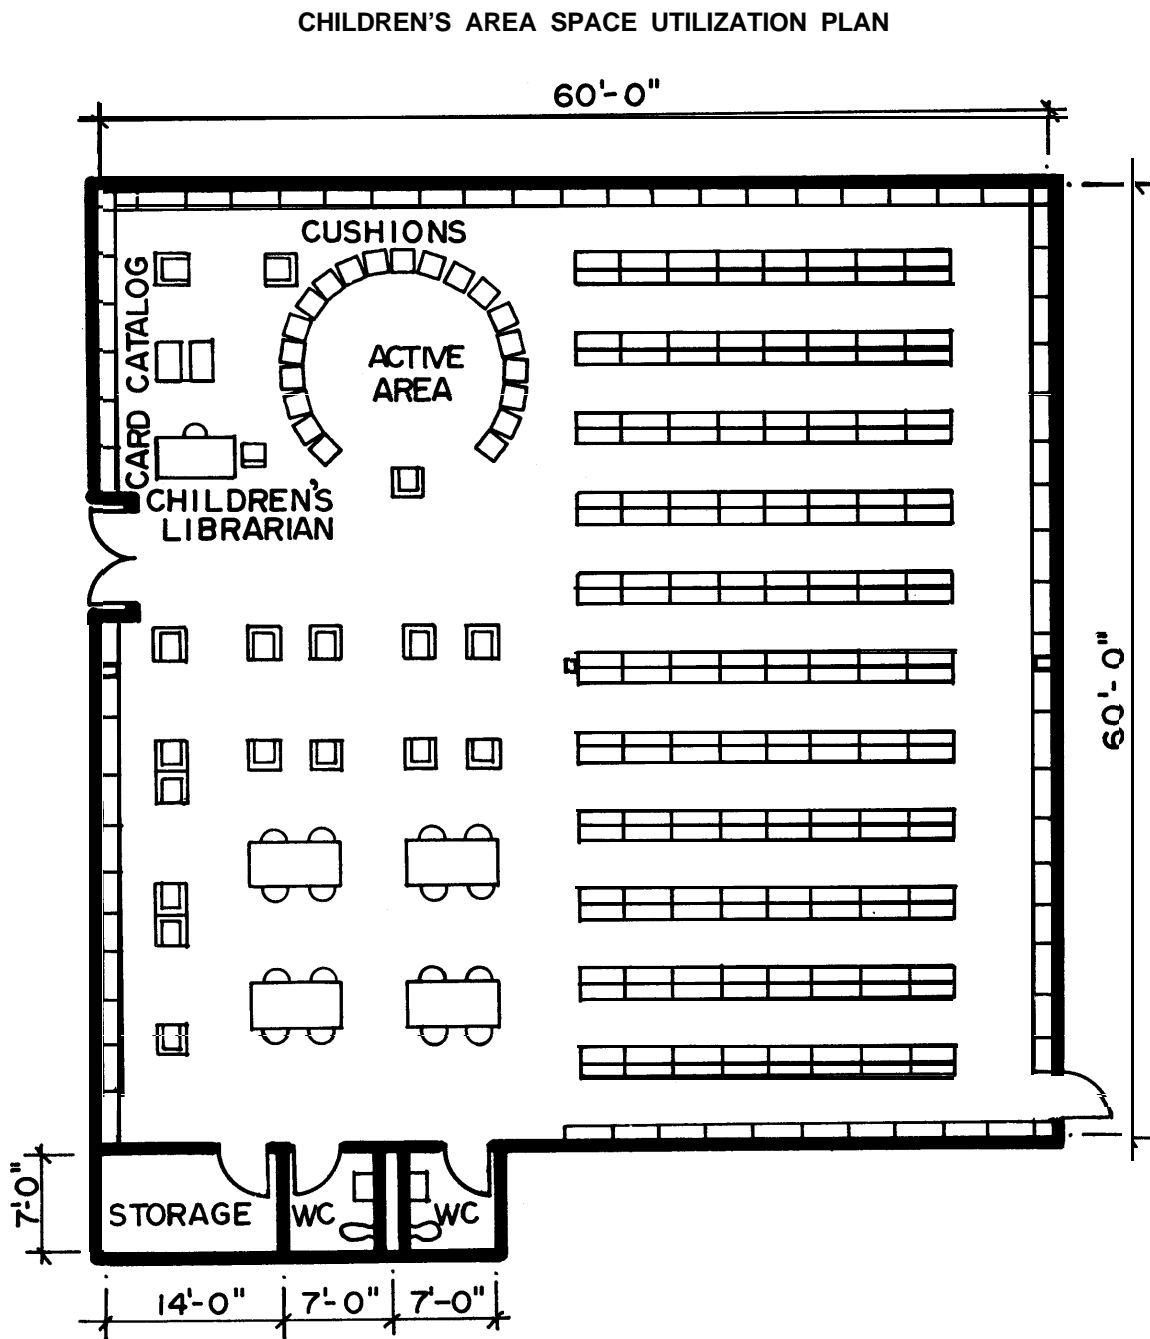 CHILDREN'S AREA SPACE UTILIZATION PLAN
60'-0"
CUSHIONS
CARD CATALOG
ACTIVE
AREA
CHILDREN'S
LIBRARIAN
60'-0"
7'-0"
STORAGE
WC
WC
14'-0"
7'-0"
7'-0"